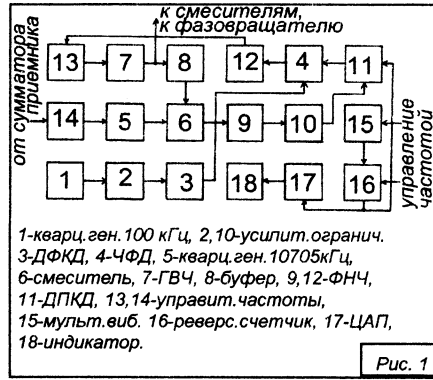 к смесителям,
к фазовращателю
13 7 8 12 4 11
от сумматора
приемника
14 5 6 9 10 15
управление
частотой
1 2 3 18 17 16
1-кварц.ген.100 кГц, 2,10-усилит.огранич.
3-ДФКД, 4-ЧФД, 5-кварц.ген.10705кГц,
6-смеситель, 7-ГВЧ, 8-буфер, 9,12-ФНЧ,
11-ДПКД, 13,14-управит.частоты,
15-мульт.виб. 16-реверс.счетчик, 17-ЦАП,
18-индикатор.
Рис. 1